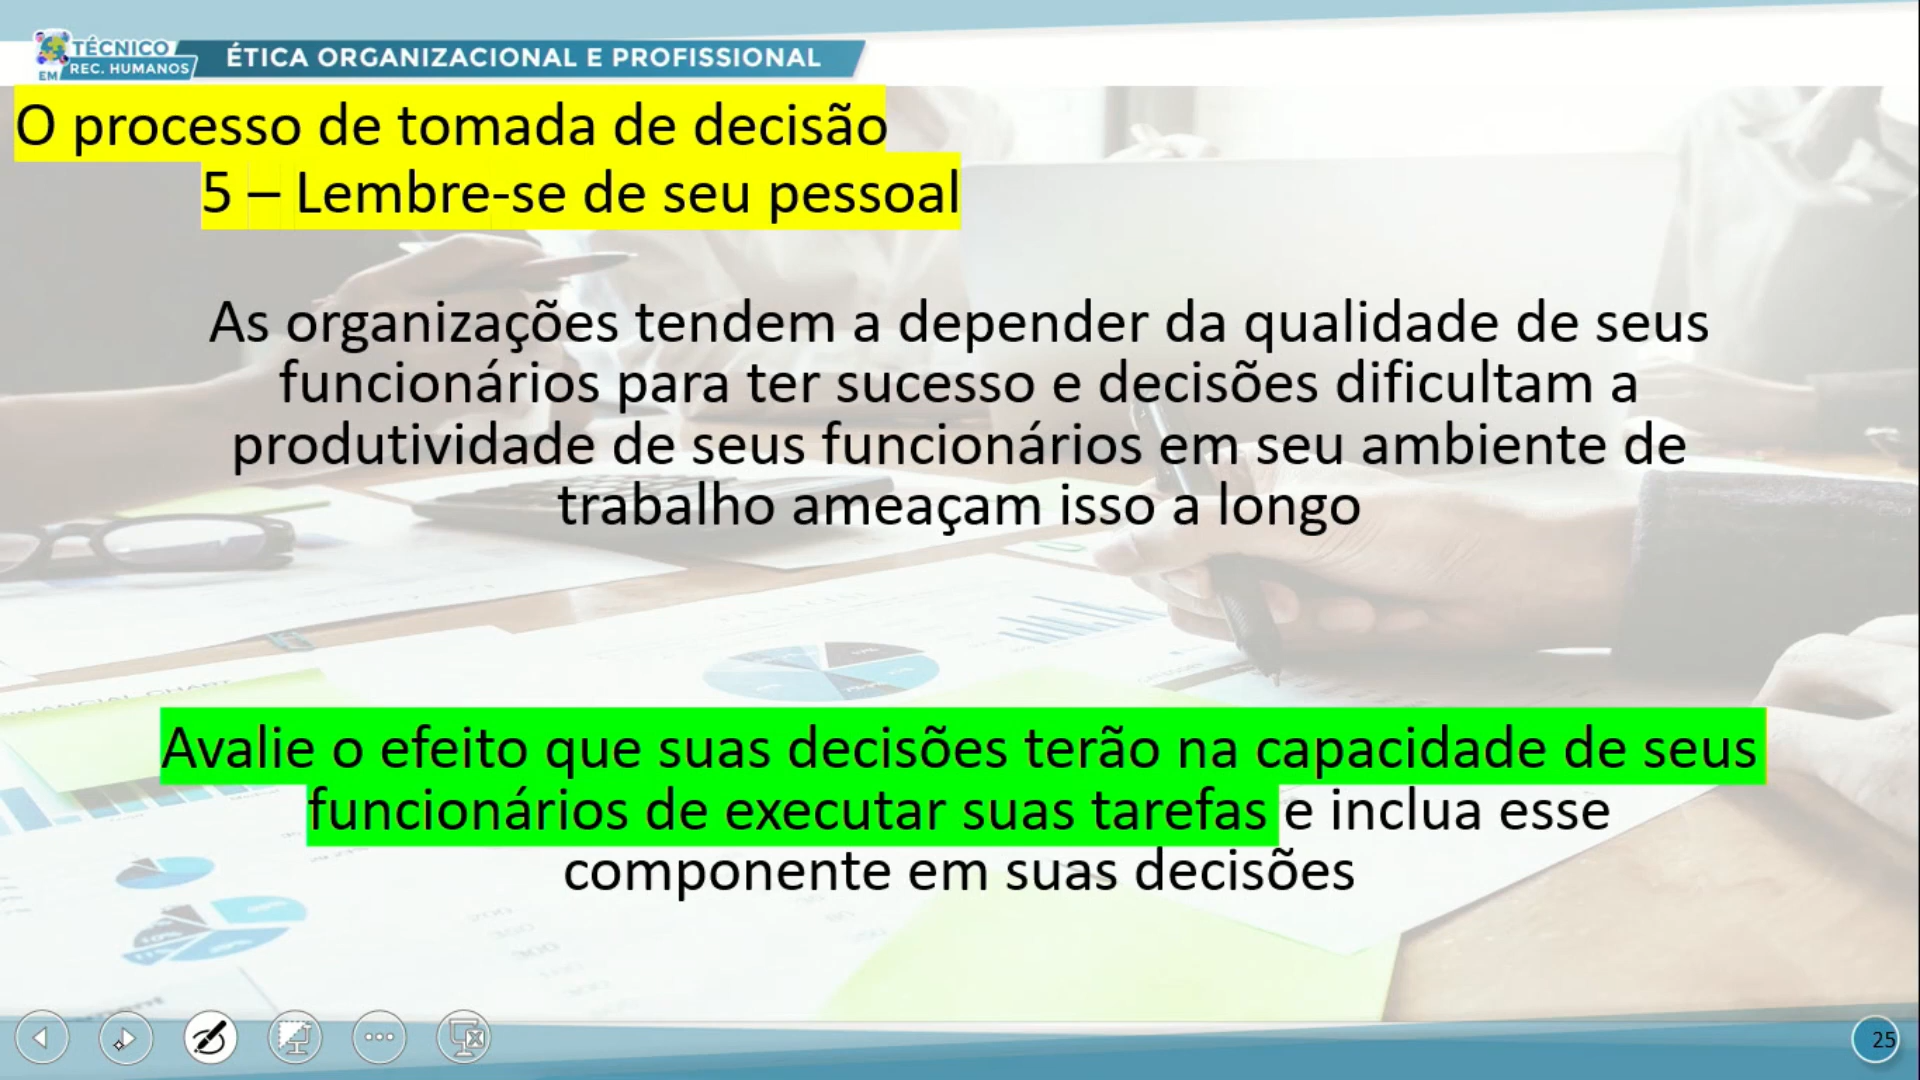 TÉCNICO
EM REC. HUMANOS
ÉTICA ORGANIZACIONAL E PROFISSIONAL
O processo de tomada de decisão
5 – Lembre-se de seu pessoal
As organizações tendem a depender da qualidade de seus
funcionários para ter sucesso e decisões dificultam a
produtividade de seus funcionários em seu ambiente de
trabalho ameaçam isso a longo
Avalie o efeito que suas decisões terão na capacidade de seus
funcionários de executar suas tarefas e inclua esse
componente em suas decisões
25